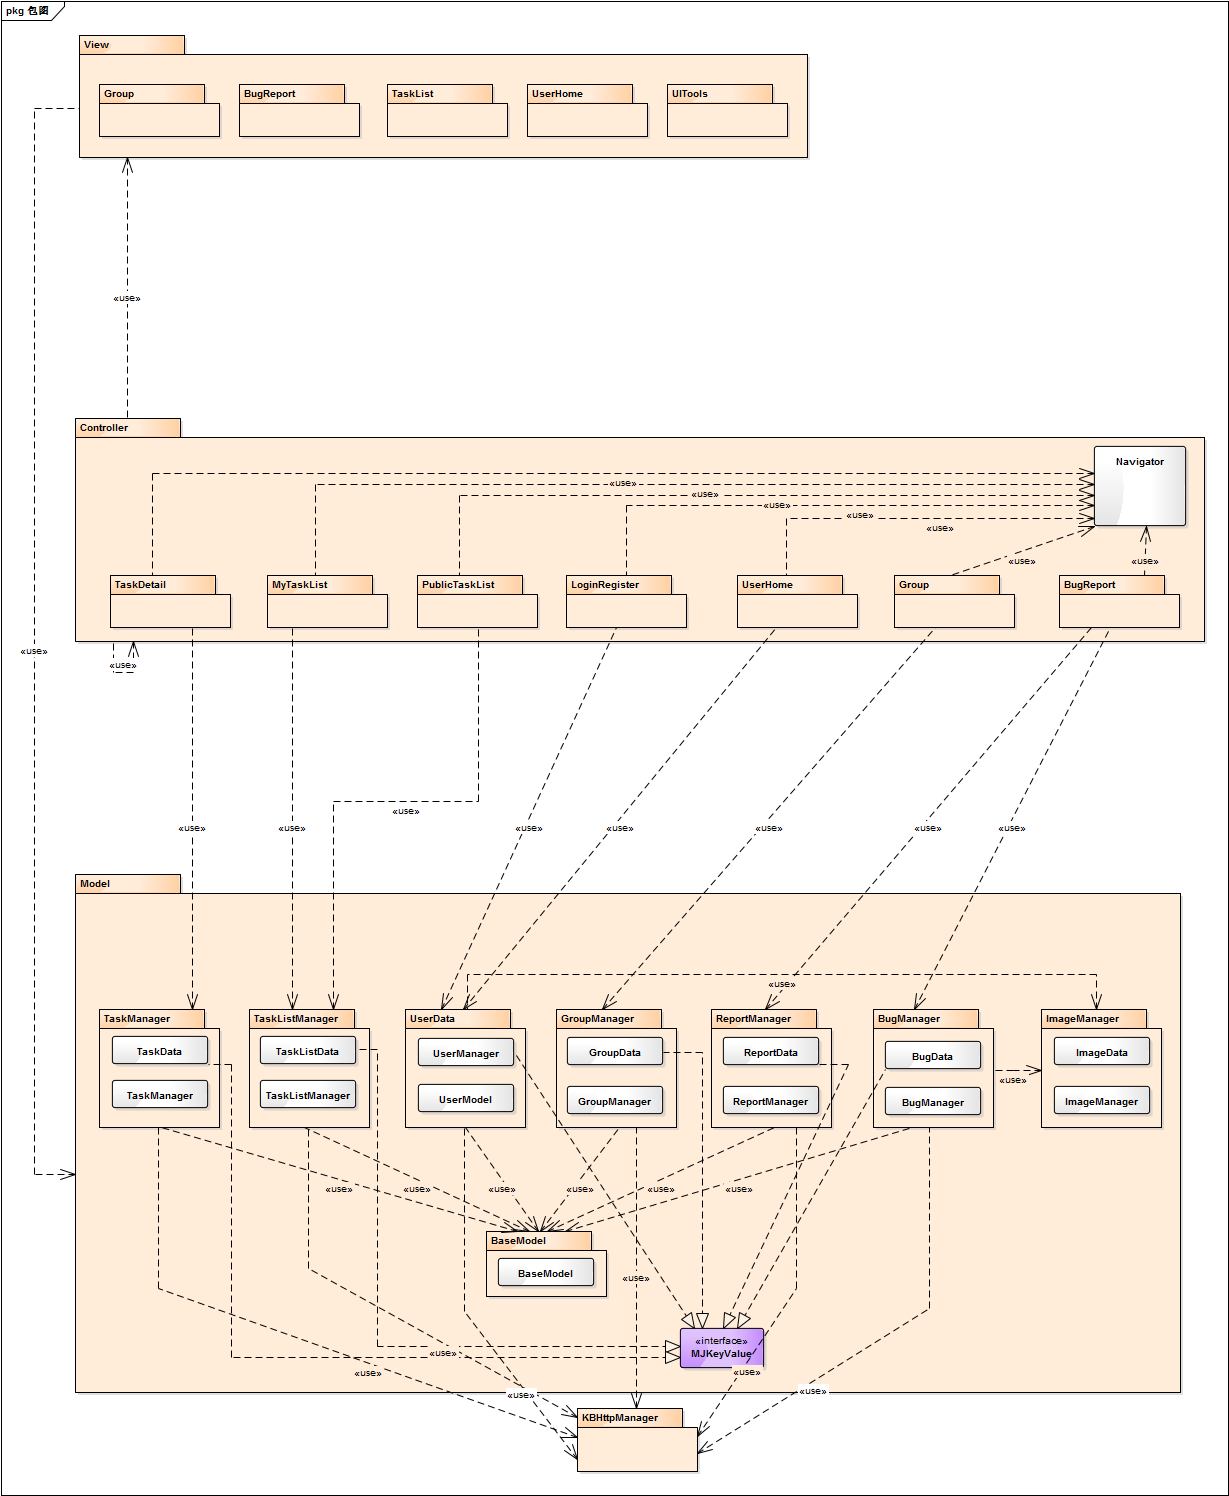 pkg 包图
View
Group
BugReport
TaskList
UserHome
UITools
«use»
Controller
Navigator
«use»
«use»
«use»
«use»
«use»
«use»
«use»
TaskDetail
MyTaskList
PublicTaskList
LoginRegister
UserHome
Group
BugReport
«use»
«use»
«use»
«use»
«use»
«use»
«use»
«use»
«use»
«use»
Model
«use»
TaskManager
TaskListManager
UserData
GroupManager
ReportManager
BugManager
ImageManager
TaskData
TaskListData
UserManager
GroupData
ReportData
BugData
ImageData
«use»
TaskManager
TaskListManager
UserModel
GroupManager
ReportManager
BugManager
ImageManager
«use»
«use»
«use»
«use»
«use»
«use»
BaseModel
BaseModel
«use»
«interface»
MJKeyValue
«use»
«use»
«use»
«use»
«use»
KBHttpManager